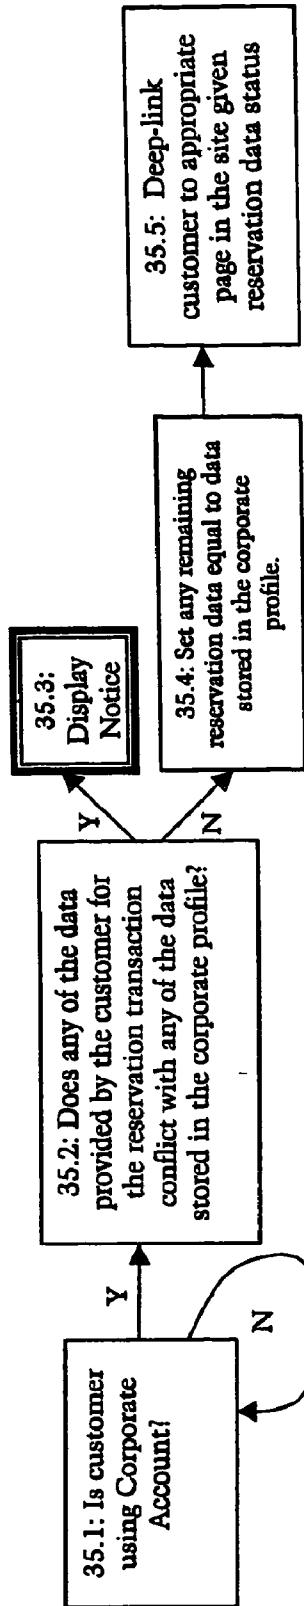 35.1: Is customer
using Corporate
Account?
Y
N
35.2: Does any of the data
provided by the customer for
the reservation transaction
conflict with any of the data
stored in the corporate profile?
Y
N
35.3:
Display
Notice
35.4: Set any remaining
reservation data equal to data
stored in the corporate
profile.
35.5: Deep-link
customer to appropriate
page in the site given
reservation data status